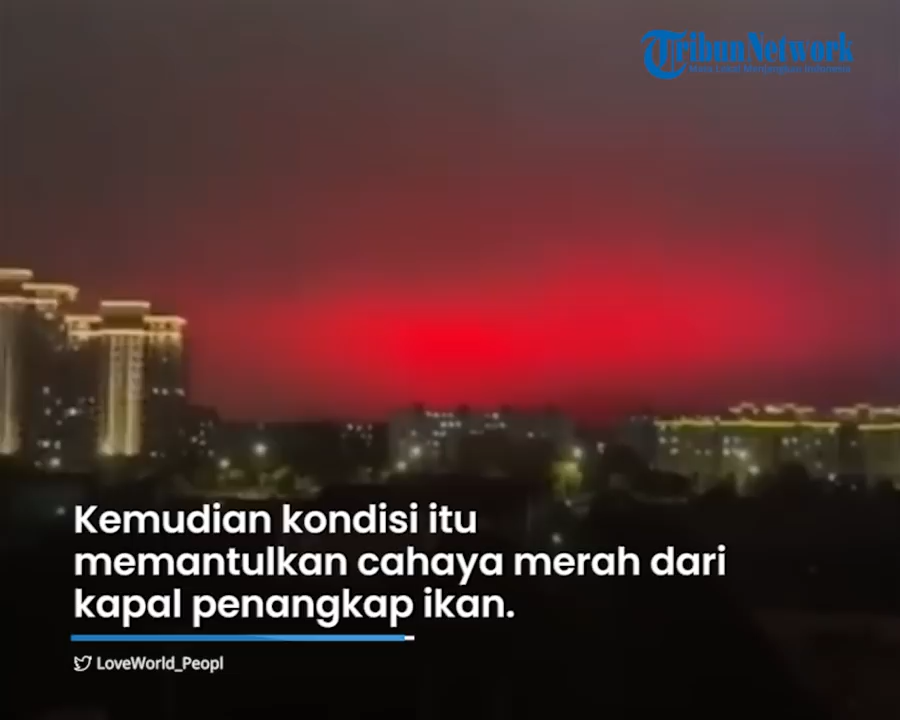 TribunNetwork
Kemudian kondisi itu
memantulkan cahaya merah dari
kapal penangkap ikan.
LoveWorld_Peopl